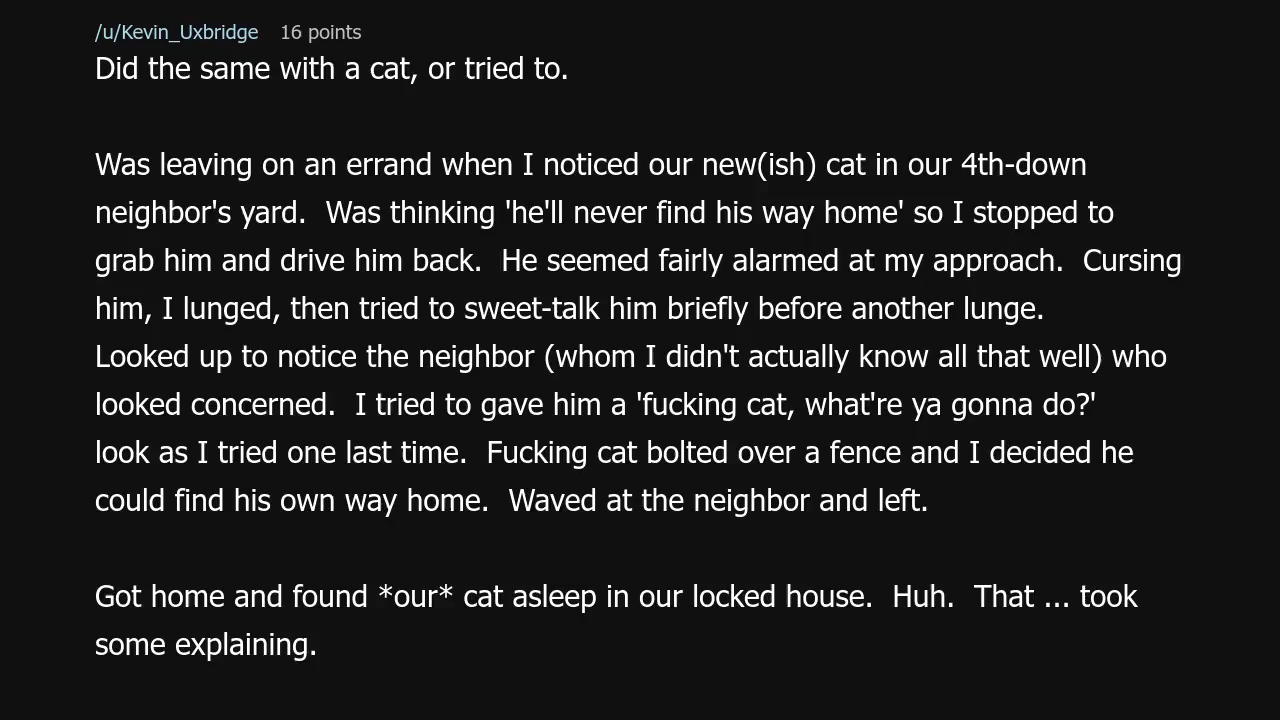 /u/Kevin_Uxbridge 16 points
Did the same with a cat, or tried to.
Was leaving on an errand when I noticed our new(ish) cat in our 4th-down
neighbor's yard.  Was thinking 'he'll never find his way home' so I stopped to
grab him and drive him back.  He seemed fairly alarmed at my approach.  Cursing
him, I lunged, then tried to sweet-talk him briefly before another lunge.
Looked up to notice the neighbor (whom I didn't actually know all that well) who
looked concerned.  I tried to gave him a 'fucking cat, what're ya gonna do?'
look as I tried one last time.  Fucking cat bolted over a fence and I decided he
could find his own way home.  Waved at the neighbor and left.
Got home and found *our* cat asleep in our locked house.  Huh.  That ... took
some explaining.